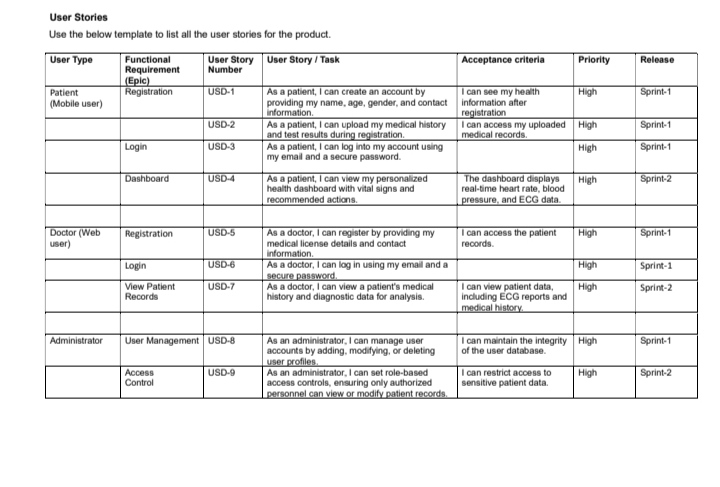 User Stories
Use the below template to list all the user stories for the product.
User Type Functional Requirement (Epic) User Story Number User Story / Task Acceptance criteria Priority Release
Patient (Mobile user) Registration USD-1 As a patient, I can create an account by providing my name, age, gender, and contact information. I can see my health information after registration High Sprint-1
USD-2 As a patient, I can upload my medical history and test results during registration. I can access my uploaded medical records. High Sprint-1
Login USD-3 As a patient, I can log into my account using my email and a secure password. High Sprint-1
Dashboard USD-4 As a patient, I can view my personalized health dashboard with vital signs and recommended actions. The dashboard displays real-time heart rate, blood pressure, and ECG data. High Sprint-2
Doctor (Web user) Registration USD-5 As a doctor, I can register by providing my medical license details and contact information. I can access the patient records. High Sprint-1
Login USD-6 As a doctor, I can log in using my email and a secure password. High Sprint-1
View Patient Records USD-7 As a doctor, I can view a patient's medical history and diagnostic data for analysis. I can view patient data, including ECG reports and medical history. High Sprint-2
Administrator User Management USD-8 As an administrator, I can manage user accounts by adding, modifying, or deleting user profiles. I can maintain the integrity of the user database. High Sprint-1
Access Control USD-9 As an administrator, I can set role-based access controls, ensuring only authorized personnel can view or modify patient records. I can restrict access to sensitive patient data. High Sprint-2